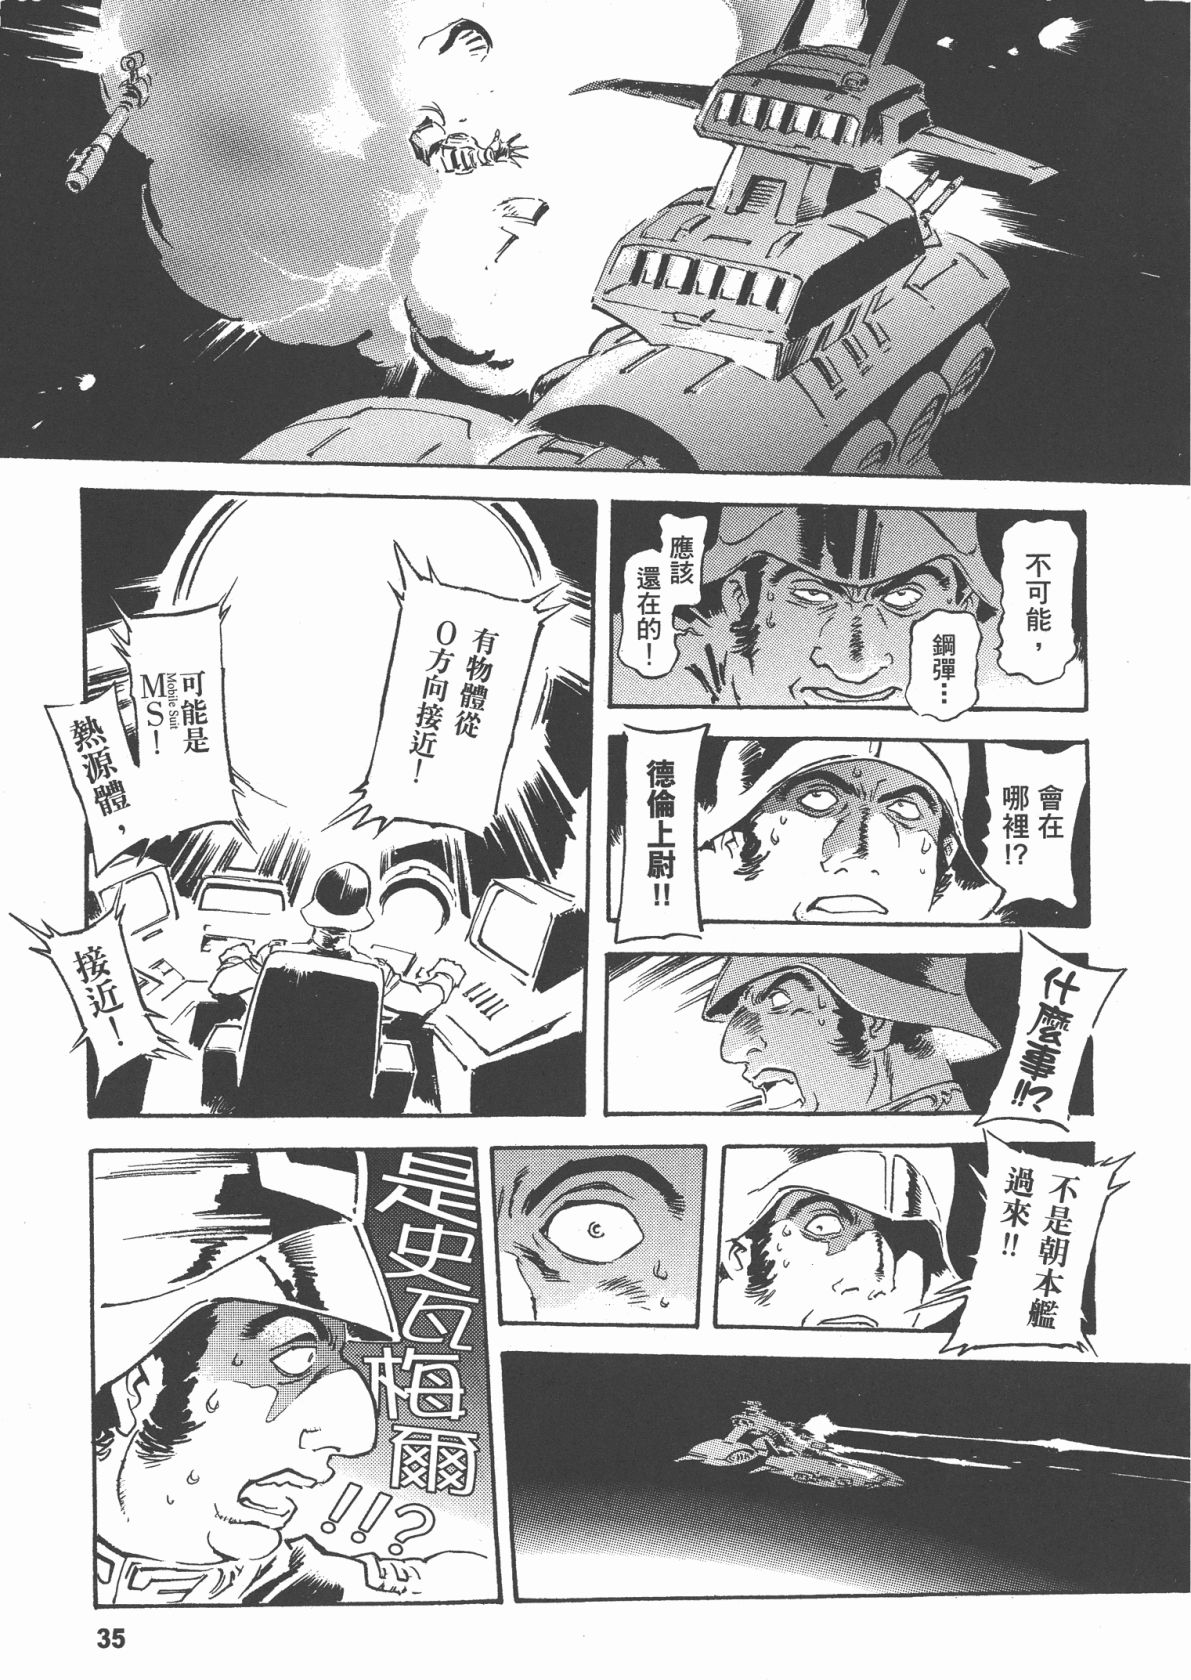 不可能，
鋼彈…
應該
還在的！
會在
哪裡!?
德倫上尉!!
什麼事!!?
有物體從
O方向接近！
可能是
MS！
Mobile Suit
熱源體，
接近！
不是朝本艦
過來!!
是史瓦梅爾
!!!?
35